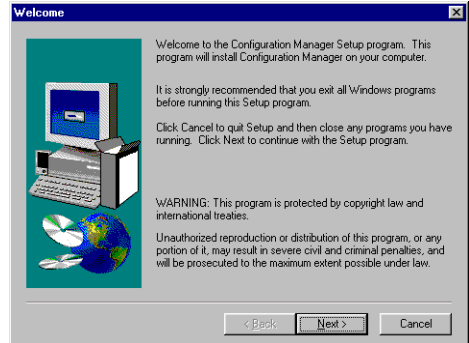 Welcome
Welcome to the Configuration Manager Setup program. This
program will install Configuration Manager on your computer.
It is strongly recommended that you exit all Windows programs
before running this Setup program.
Click Cancel to quit Setup and then close any programs you have
running. Click Next to continue with the Setup program.
WARNING: This program is protected by copyright law and
international treaties.
Unauthorized reproduction or distribution of this program, or any
portion of it, may result in severe civil and criminal penalties, and
will be prosecuted to the maximum extent possible under law.
< Back Next > Cancel